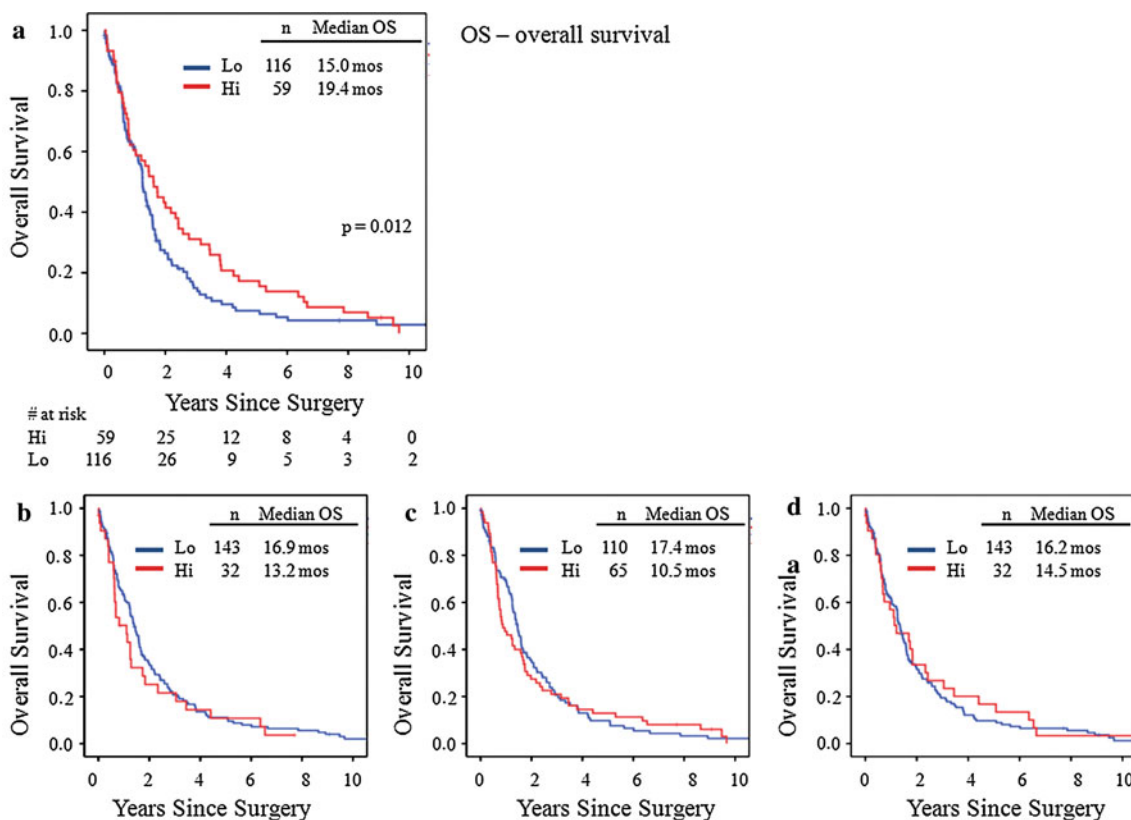 a
n Median OS
Lo 116 15.0 mos
Hi 59 19.4 mos
OS – overall survival
p = 0.012
Overall Survival
1.0
0.8
0.6
0.4
0.2
0.0
0 2 4 6 8 10
Years Since Surgery
# at risk
Hi 59 25 12 8 4 0
Lo 116 26 9 5 3 2
b
n Median OS
Lo 143 16.9 mos
Hi 32 13.2 mos
Overall Survival
1.0
0.8
0.6
0.4
0.2
0.0
0 2 4 6 8 10
Years Since Surgery
c
n Median OS
Lo 110 17.4 mos
Hi 65 10.5 mos
Overall Survival
1.0
0.8
0.6
0.4
0.2
0.0
0 2 4 6 8 10
Years Since Surgery
d
n Median OS
Lo 143 16.2 mos
Hi 32 14.5 mos
a
Overall Survival
1.0
0.8
0.6
0.4
0.2
0.0
0 2 4 6 8 10
Years Since Surgery